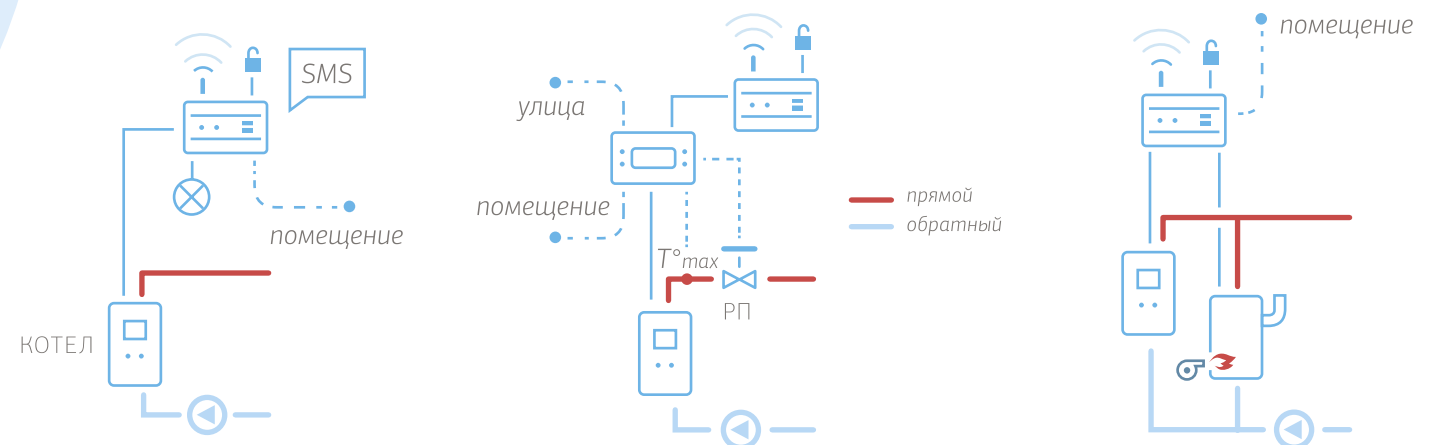 SMS
помещение
КОТЕЛ
улица
помещение
T°max
РП
прямой
обратный
помещение